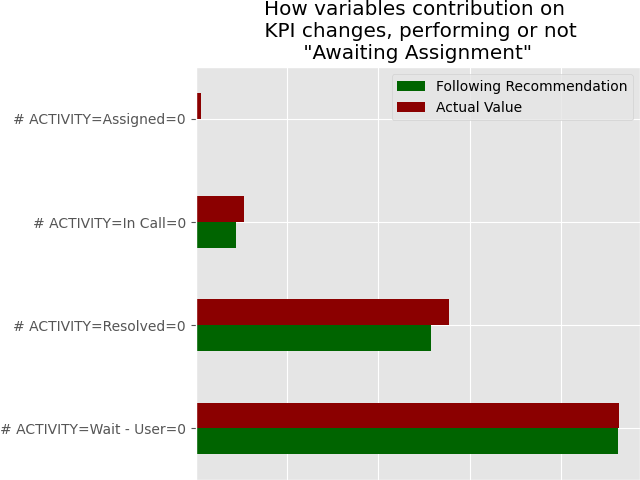 How variables contribution on
KPI changes, performing or not
"Awaiting Assignment"
Following Recommendation
Actual Value
# ACTIVITY=Assigned=0
# ACTIVITY=In Call=0
# ACTIVITY=Resolved=0
# ACTIVITY=Wait - User=0